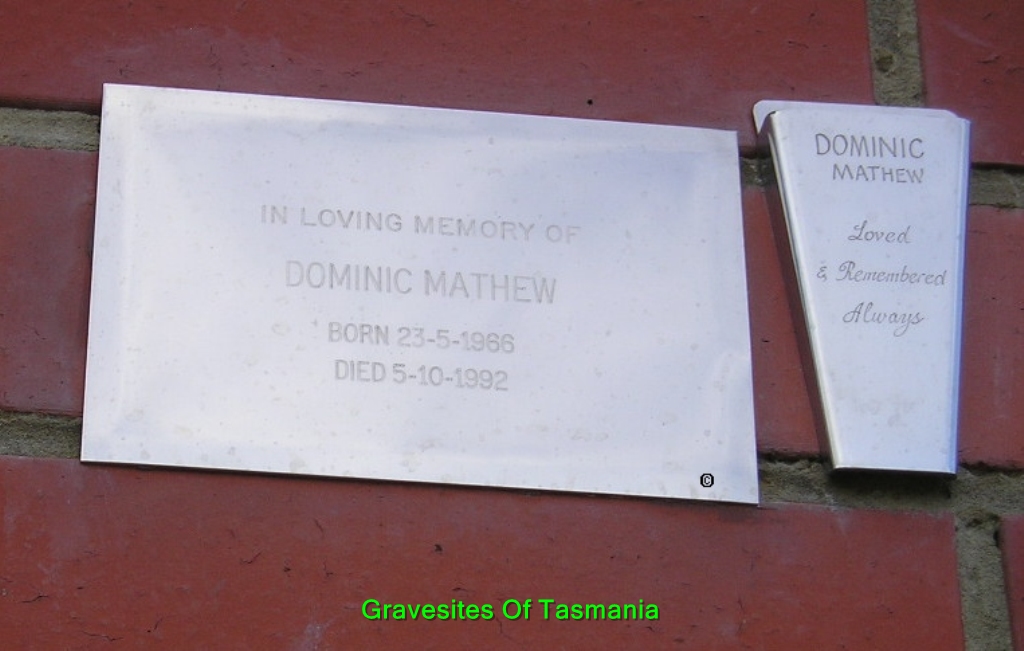 IN LOVING MEMORY OF
DOMINIC MATHEW
BORN 23-5-1966
DIED 5-10-1992
©
DOMINIC
MATHEW
Loved
& Remembered
Always
Gravesites Of Tasmania